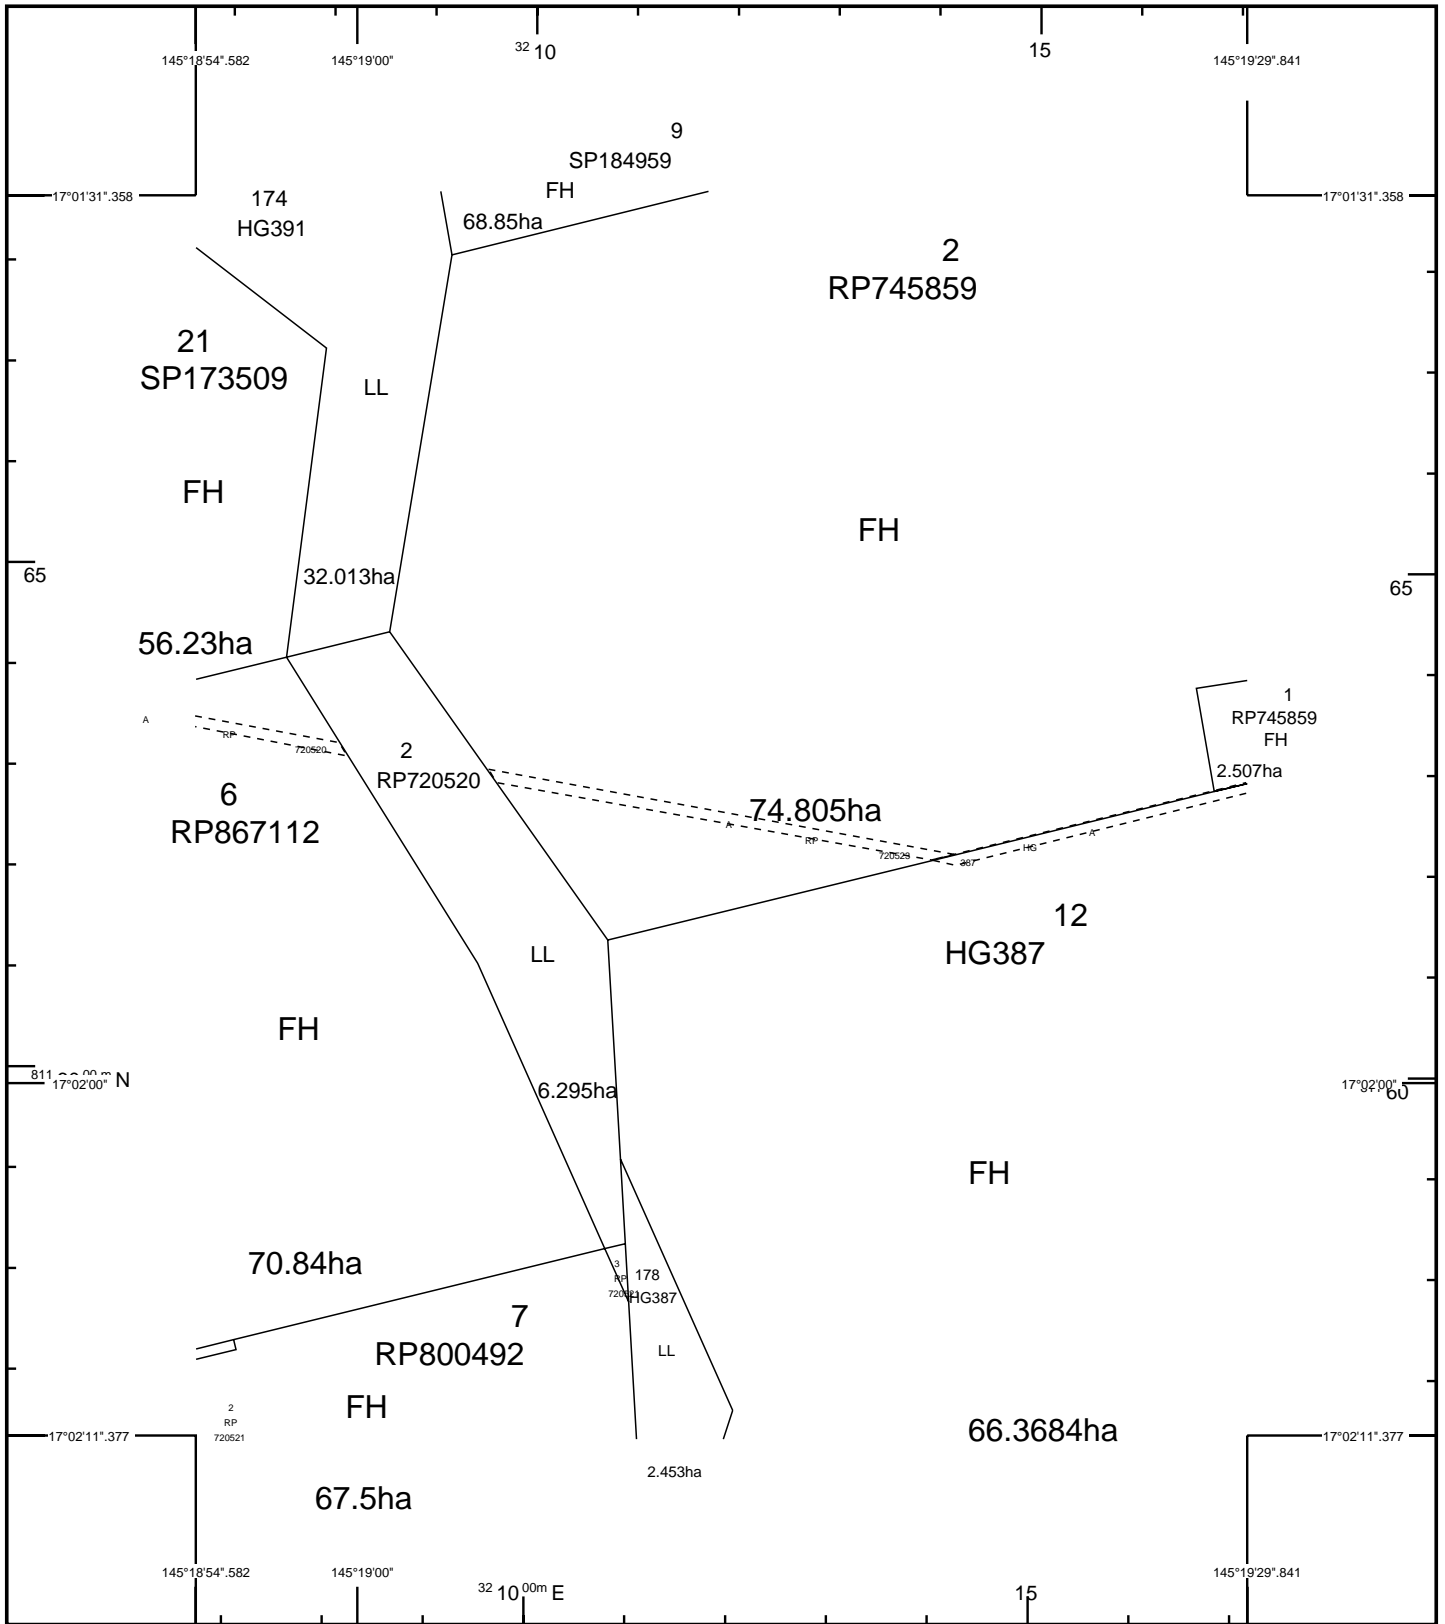 32 10
15
145°18'54".582
145°19'00"
145°19'29".841
9
SP184959
FH
68.85ha
17°01'31".358
17°01'31".358
174
HG391
2
RP745859
21
SP173509
LL
FH
FH
65
32.013ha
65
56.23ha
1
RP745859
FH
2.507ha
A
RP
720520
2
RP720520
6
RP867112
74.805ha
A
RP
720523
387
HG
A
12
HG387
LL
FH
811
00 m N
17°02'00"
17°02'00"
60
6.295ha
FH
70.84ha
3
RP
178
HG387
7
RP800492
LL
FH
2
RP
720521
17°02'11".377
66.3684ha
17°02'11".377
2.453ha
67.5ha
145°18'54".582
145°19'00"
145°19'29".841
32 10 00m E
15